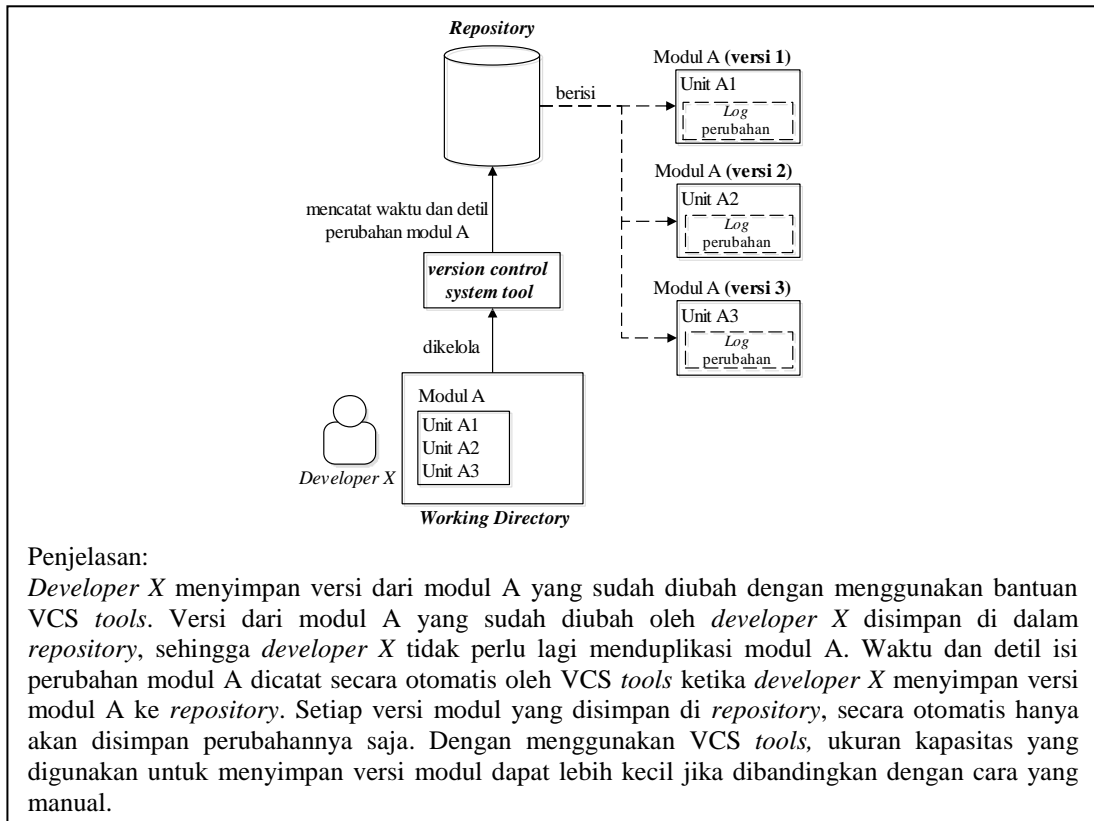 Repository
berisi
Modul A (versi 1)
Unit A1
Log
perubahan
Modul A (versi 2)
Unit A2
Log
perubahan
Modul A (versi 3)
Unit A3
Log
perubahan
mencatat waktu dan detil
perubahan modul A
version control
system tool
dikelola
Modul A
Unit A1
Unit A2
Unit A3
Developer X
Working Directory
Penjelasan:
Developer X menyimpan versi dari modul A yang sudah diubah dengan menggunakan bantuan
VCS tools. Versi dari modul A yang sudah diubah oleh developer X disimpan di dalam
repository, sehingga developer X tidak perlu lagi menduplikasi modul A. Waktu dan detil isi
perubahan modul A dicatat secara otomatis oleh VCS tools ketika developer X menyimpan versi
modul A ke repository. Setiap versi modul yang disimpan di repository, secara otomatis hanya
akan disimpan perubahannya saja. Dengan menggunakan VCS tools, ukuran kapasitas yang
digunakan untuk menyimpan versi modul dapat lebih kecil jika dibandingkan dengan cara yang
manual.